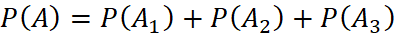 P(A) = P(A₁) + P(A₂) + P(A₃)